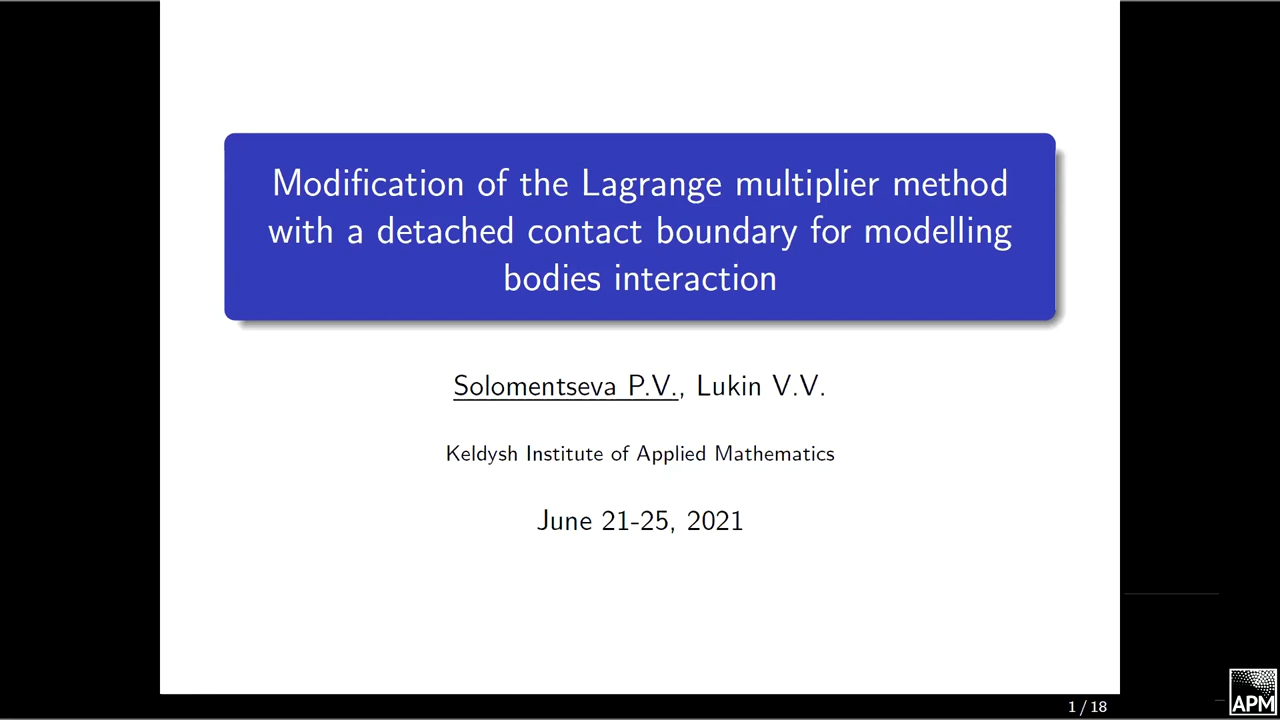 Modification of the Lagrange multiplier method
with a detached contact boundary for modelling
bodies interaction
Solomentseva P.V., Lukin V.V.
Keldysh Institute of Applied Mathematics
June 21-25, 2021
1 / 18
APM